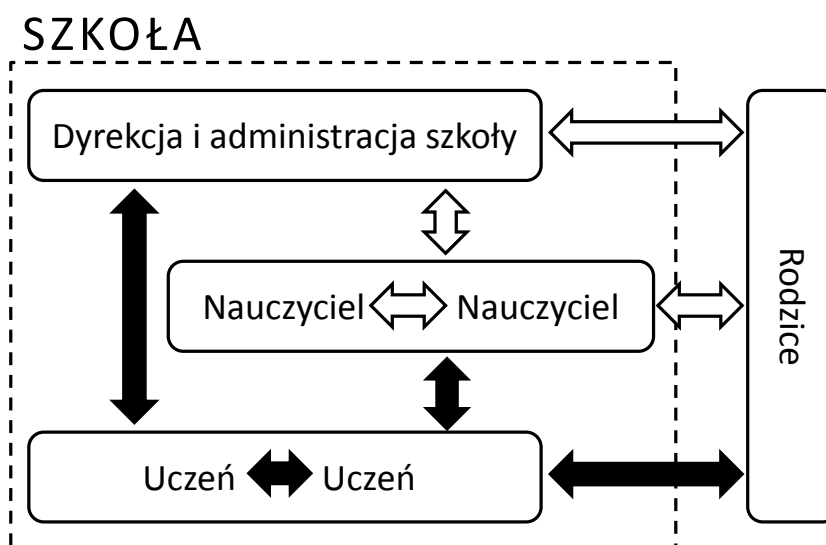 SZKOŁA
Dyrekcja i administracja szkoły
Nauczyciel Nauczyciel
Uczeń Uczeń
Rodzice